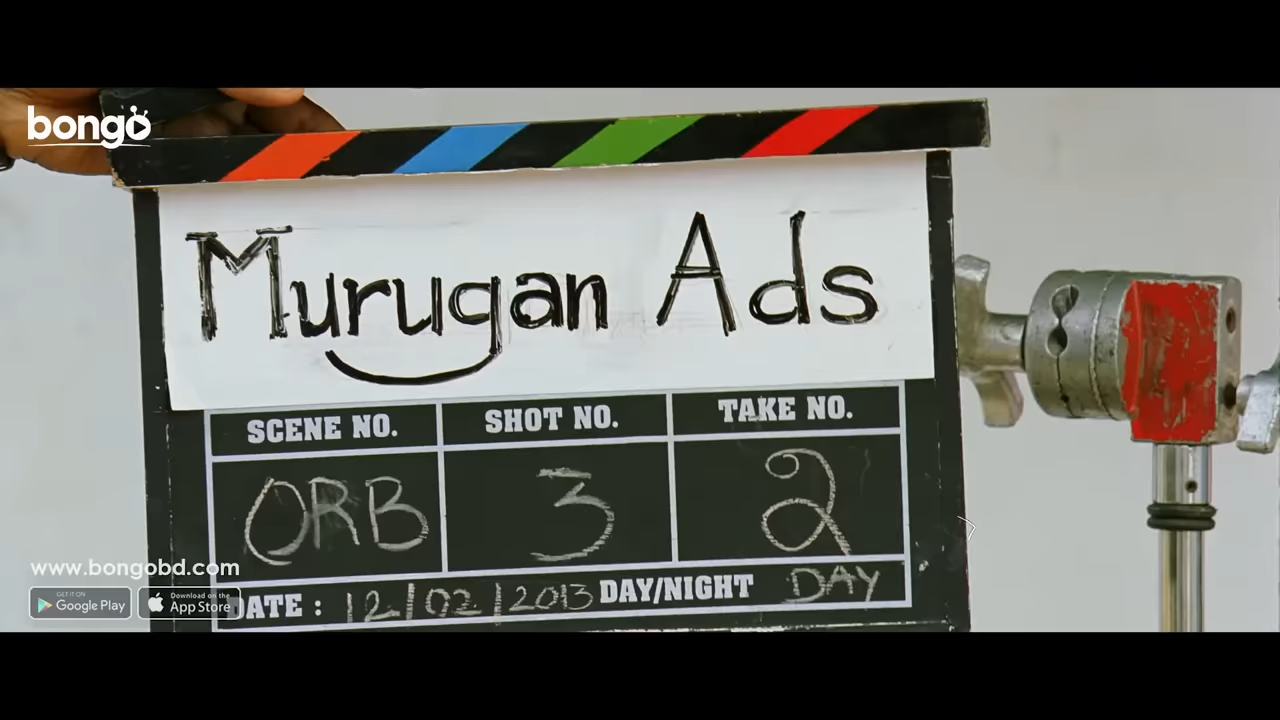 bongo
Murugan Ads
SCENE NO. SHOT NO. TAKE NO.
ORB 3 2
DATE : 12/02/2013 DAY/NIGHT DAY
www.bongobd.com
GET IT ON
Google Play
Download on the
App Store